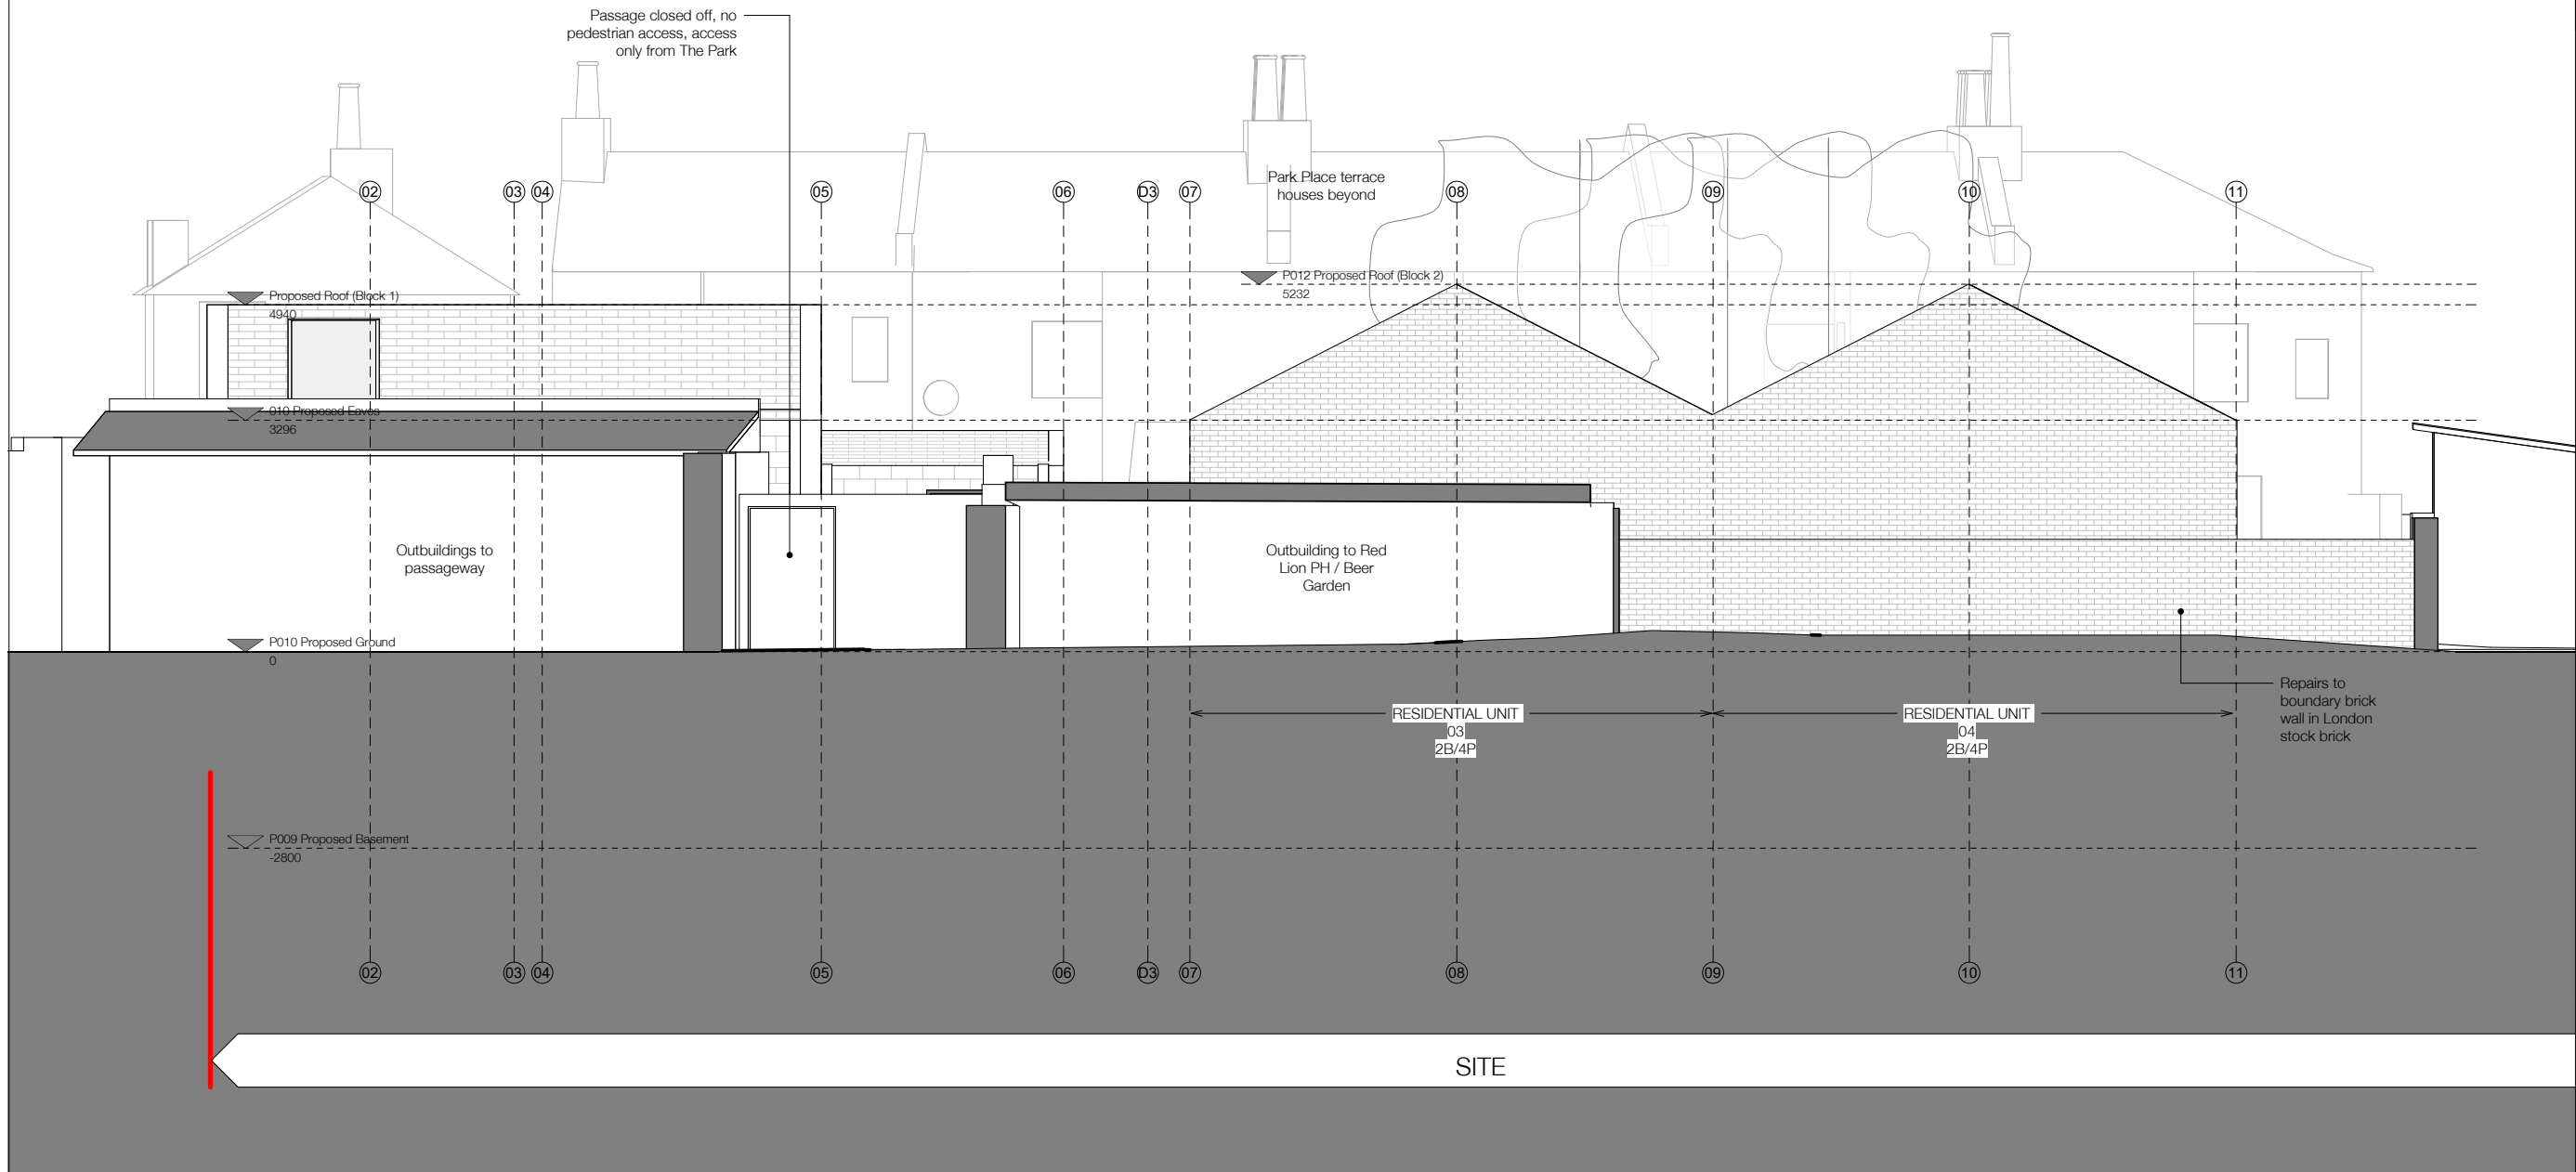 Passage closed off, no
pedestrian access, access
only from The Park
Park Place terrace
houses beyond
02
03
04
05
06
D3
07
08
09
10
11
P012 Proposed Roof (Block 2)
5232
Proposed Roof (Block 1)
4940
010 Proposed Eaves
3296
Outbuildings to
passageway
Outbuilding to Red
Lion PH / Beer
Garden
P010 Proposed Ground
0
Repairs to
boundary brick
wall in London
stock brick
RESIDENTIAL UNIT
03
2B/4P
RESIDENTIAL UNIT
04
2B/4P
P009 Proposed Basement
-2800
02
03
04
05
06
D3
07
08
09
10
11
SITE